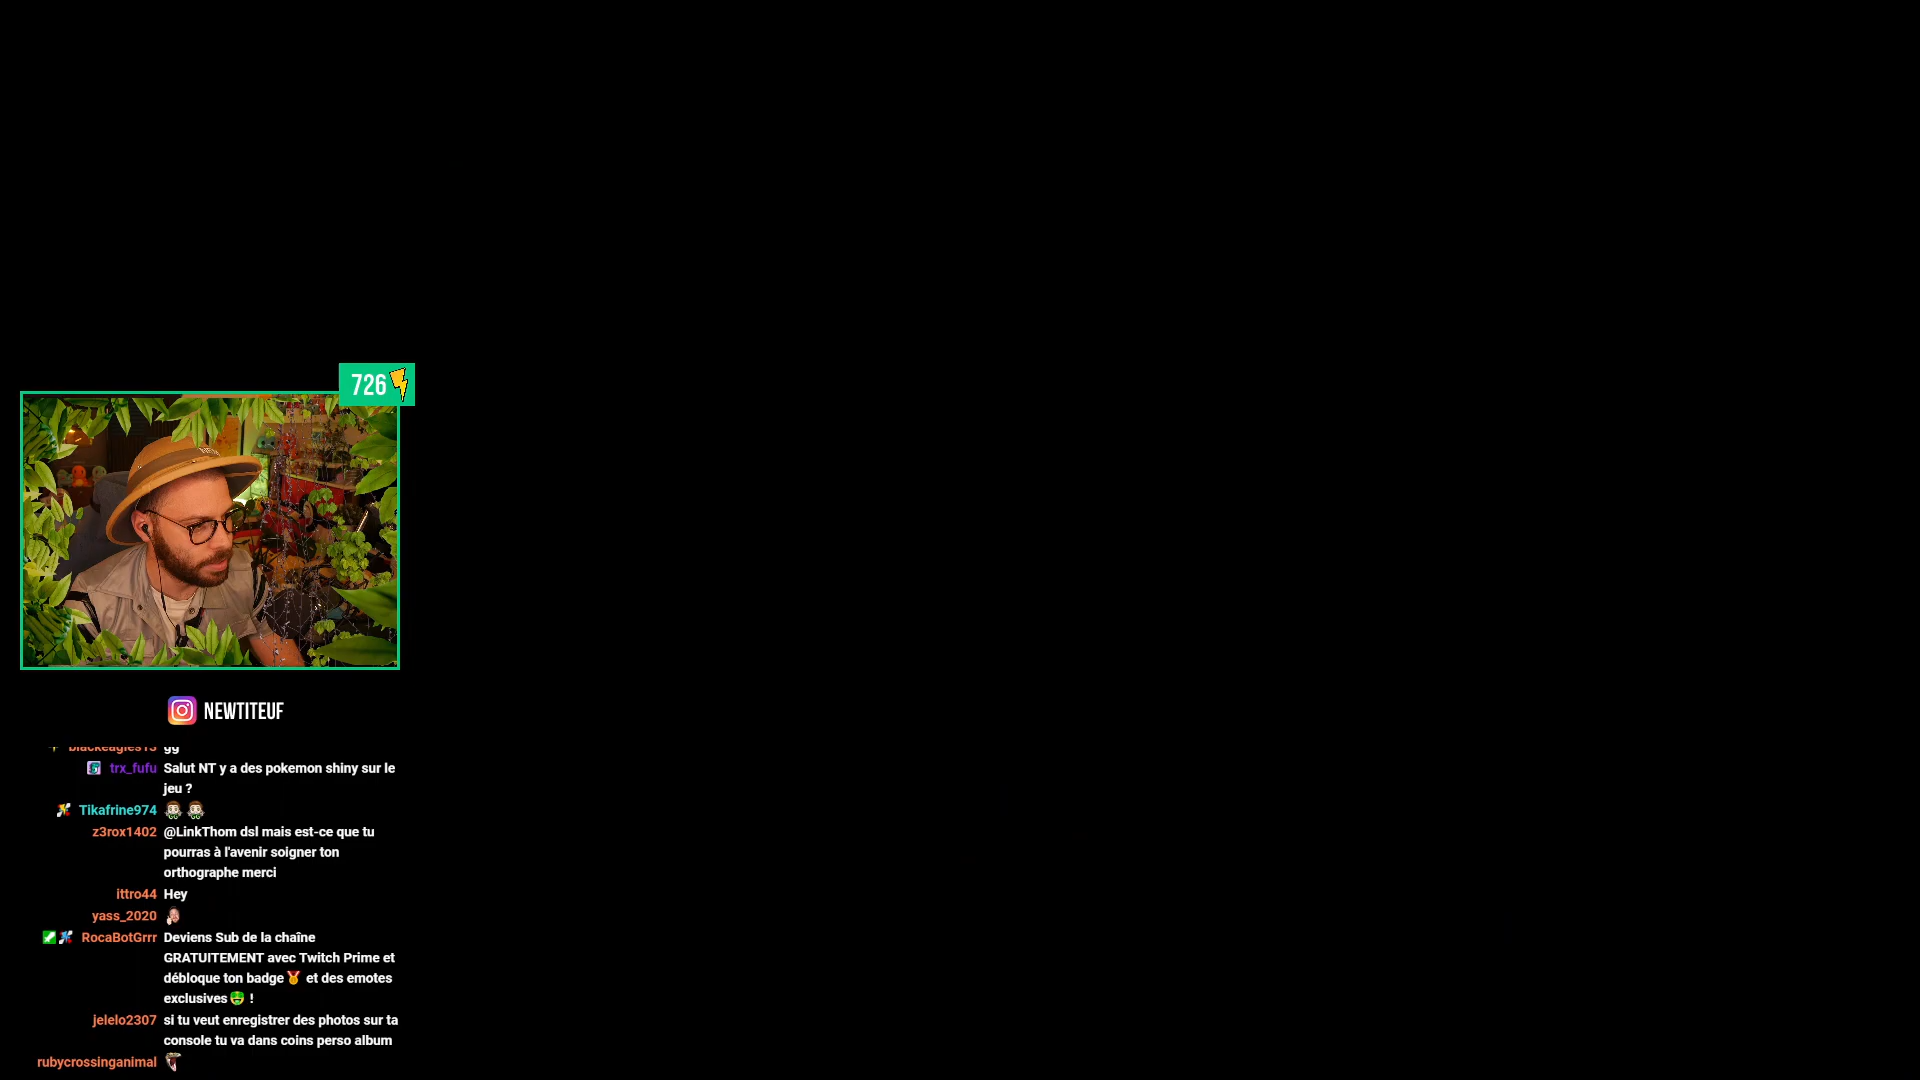 726
NEWTITEUF
blackeagles13 gg
trx_fufu Salut NT y a des pokemon shiny sur le
jeu ?
Tikafrine974
z3rox1402 @LinkThom dsl mais est-ce que tu
pourras à l'avenir soigner ton
orthographe merci
ittro44 Hey
yass_2020
RocaBotGrrr Deviens Sub de la chaîne
GRATUITEMENT avec Twitch Prime et
débloque ton badge et des emotes
exclusives !
jelelo2307 si tu veut enregistrer des photos sur ta
console tu va dans coins perso album
rubycrossinganimal